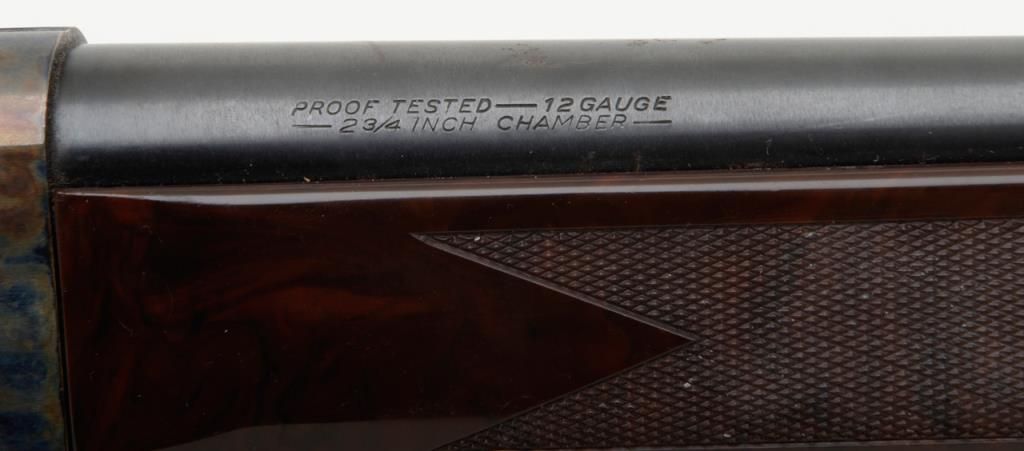 PROOF TESTED — 12 GAUGE
— 2 3/4 INCH CHAMBER —